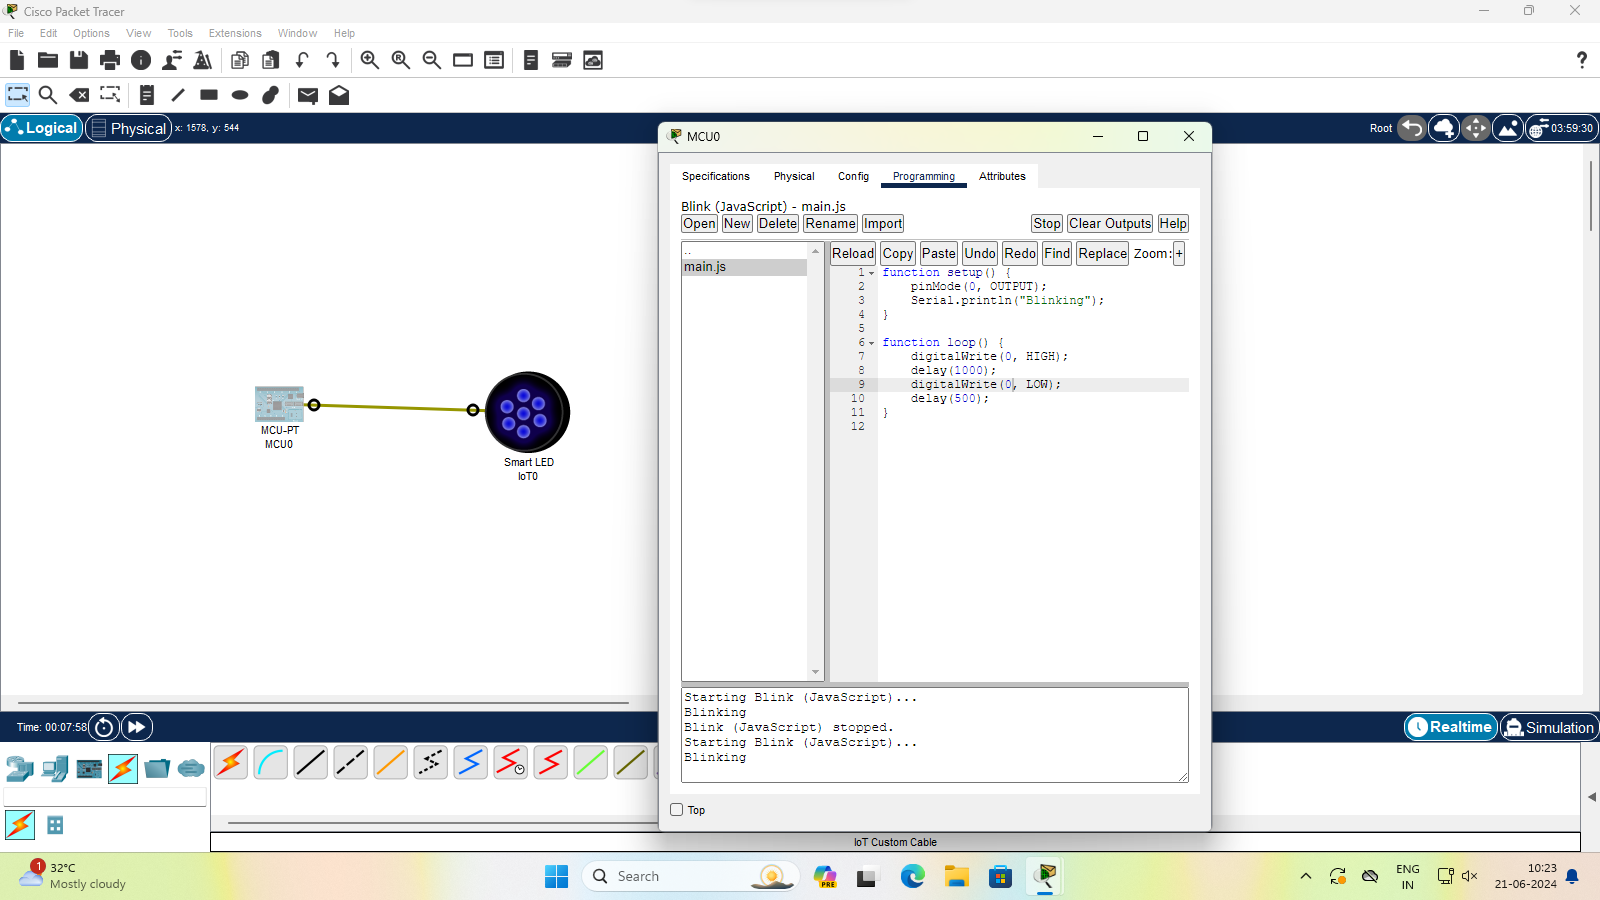 Cisco Packet Tracer
File Edit Options View Tools Extensions Window Help
Logical Physical x: 1578, y: 544
Root 03:59:30
MCU-PT
MCU0
Smart LED
IoT0
MCU0
Specifications Physical Config Programming Attributes
Blink (JavaScript) - main.js
Open New Delete Rename Import Stop Clear Outputs Help
..
main.js
Reload Copy Paste Undo Redo Find Replace Zoom: +
1 function setup() {
2 pinMode(0, OUTPUT);
3 Serial.println("Blinking");
4 }
5
6 function loop() {
7 digitalWrite(0, HIGH);
8 delay(1000);
9 digitalWrite(0, LOW);
10 delay(500);
11 }
12
Starting Blink (JavaScript)...
Blinking
Blink (JavaScript) stopped.
Starting Blink (JavaScript)...
Blinking
Top
Time: 00:07:58
Realtime Simulation
IoT Custom Cable
1
32°C
Mostly cloudy
Search
PRE
ENG
IN
10:23
21-06-2024